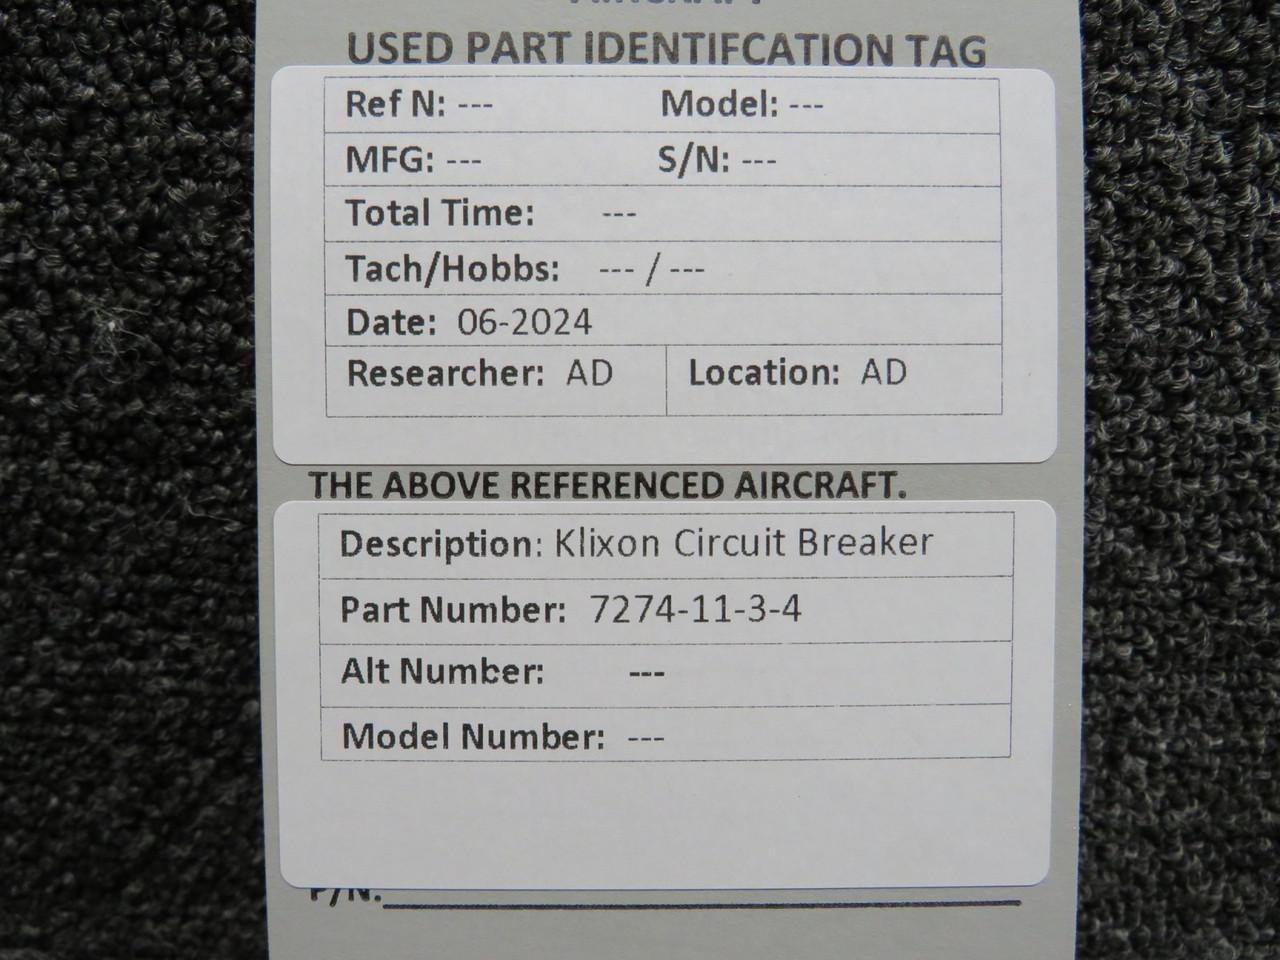 AIRCRAFT
USED PART IDENTIFCATION TAG
Ref N: --- Model: ---
MFG: --- S/N: ---
Total Time: ---
Tach/Hobbs: --- / ---
Date: 06-2024
Researcher: AD Location: AD
THE ABOVE REFERENCED AIRCRAFT.
Description: Klixon Circuit Breaker
Part Number: 7274-11-3-4
Alt Number: ---
Model Number: ---
P/N: